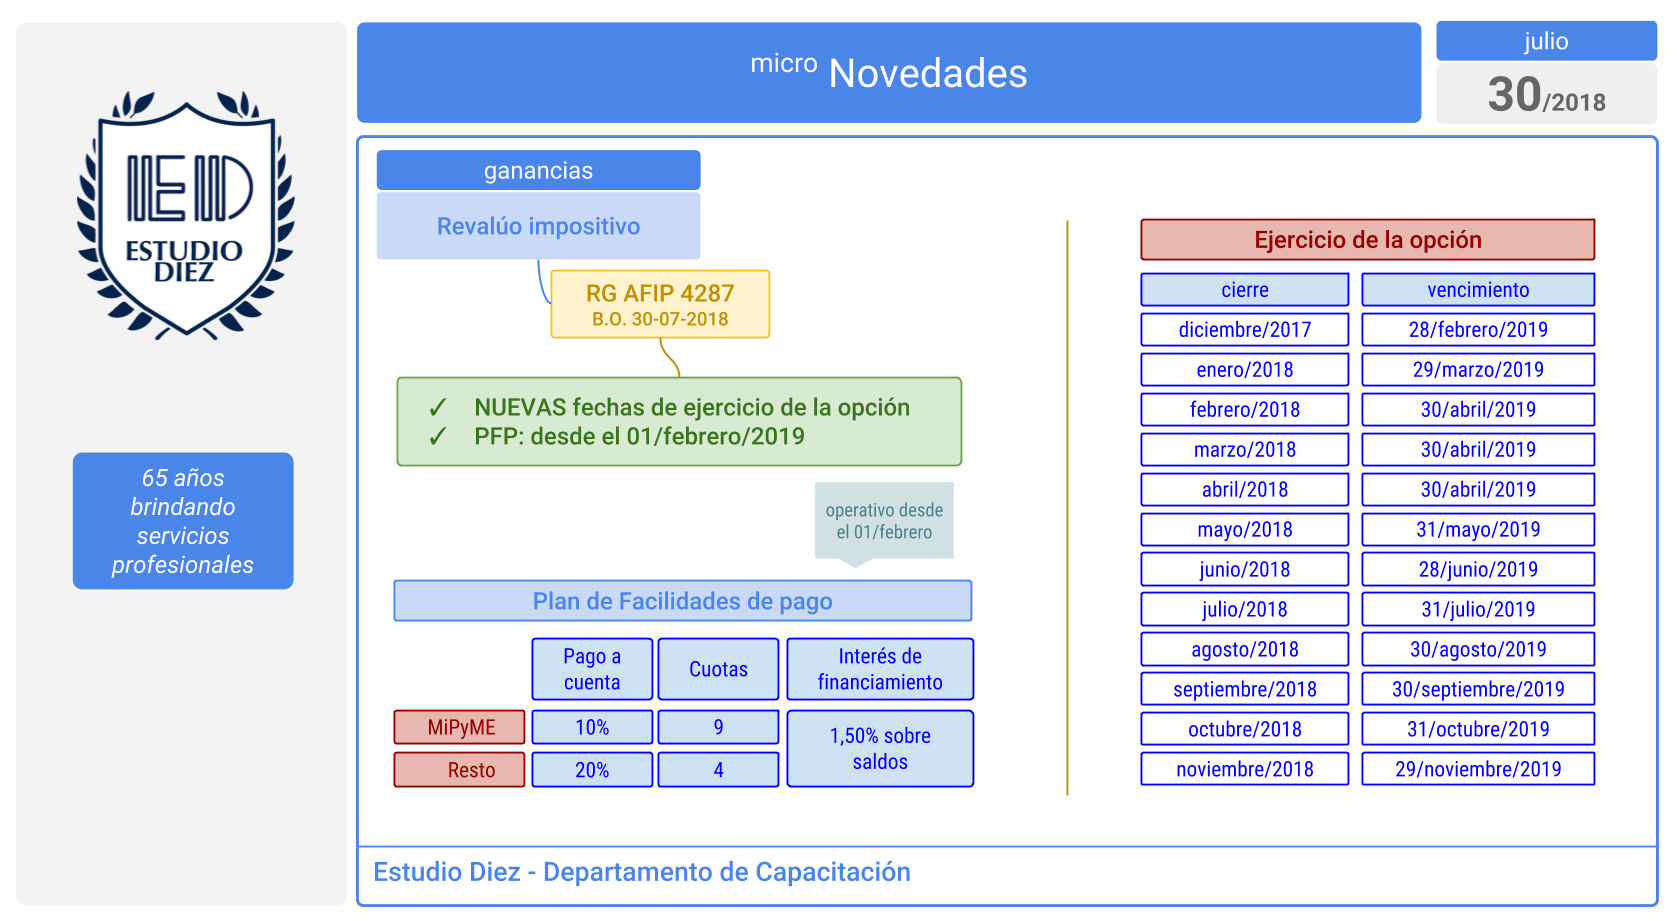 ED
ESTUDIO
DIEZ
65 años
brindando
servicios
profesionales
micro Novedades
julio
30/2018
ganancias
Revalúo impositivo
RG AFIP 4287
B.O. 30-07-2018
✓ NUEVAS fechas de ejercicio de la opción
✓ PFP: desde el 01/febrero/2019
operativo desde
el 01/febrero
Plan de Facilidades de pago
Pago a
cuenta
Cuotas
Interés de
financiamiento
MiPyME 10% 9
Resto 20% 4
1,50% sobre
saldos
Ejercicio de la opción
cierre vencimiento
diciembre/2017 28/febrero/2019
enero/2018 29/marzo/2019
febrero/2018 30/abril/2019
marzo/2018 30/abril/2019
abril/2018 30/abril/2019
mayo/2018 31/mayo/2019
junio/2018 28/junio/2019
julio/2018 31/julio/2019
agosto/2018 30/agosto/2019
septiembre/2018 30/septiembre/2019
octubre/2018 31/octubre/2019
noviembre/2018 29/noviembre/2019
Estudio Diez - Departamento de Capacitación